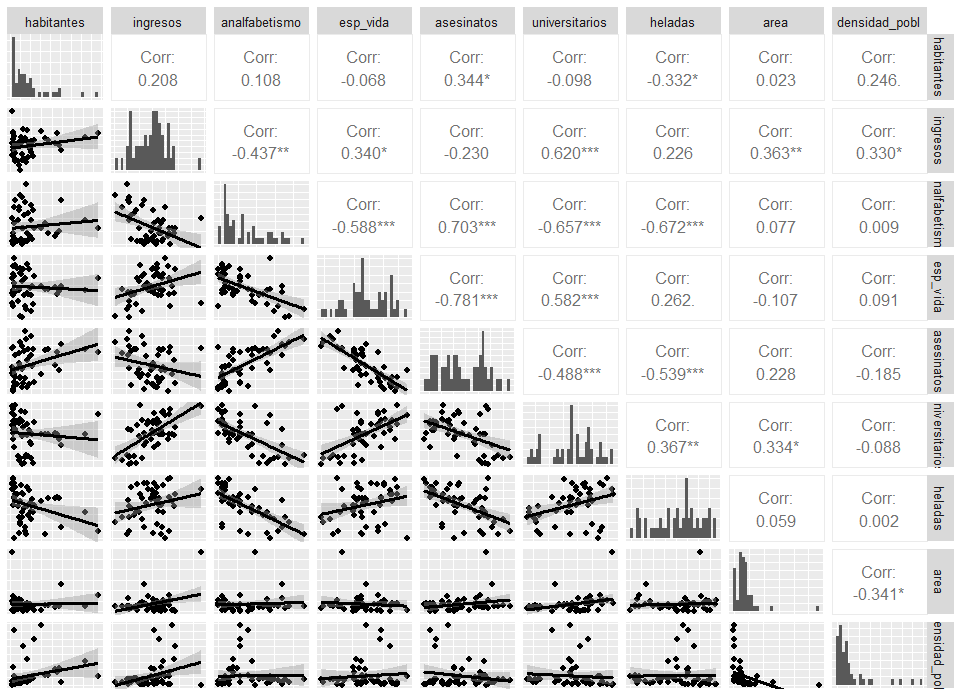 habitantes ingresos analfabetismo esp_vida asesinatos universitarios heladas area densidad_pobl
Corr: Corr: Corr: Corr: Corr: Corr: Corr: Corr:
0.208 0.108 -0.068 0.344* -0.098 -0.332* 0.023 0.246.
habitantes
Corr: Corr: Corr: Corr: Corr: Corr: Corr:
-0.437** 0.340* -0.230 0.620*** 0.226 0.363** 0.330*
ingresos
Corr: Corr: Corr: Corr: Corr: Corr:
-0.588*** 0.703*** -0.657*** -0.672*** 0.077 0.009
nalfabetism
Corr: Corr: Corr: Corr: Corr:
-0.781*** 0.582*** 0.262. -0.107 0.091
esp_vida
Corr: Corr: Corr: Corr:
-0.488*** -0.539*** 0.228 -0.185
asesinatos
Corr: Corr: Corr:
0.367** 0.334* -0.088
niversitarios
Corr: Corr:
0.059 0.002
heladas
Corr:
-0.341*
area
ensidad_pol